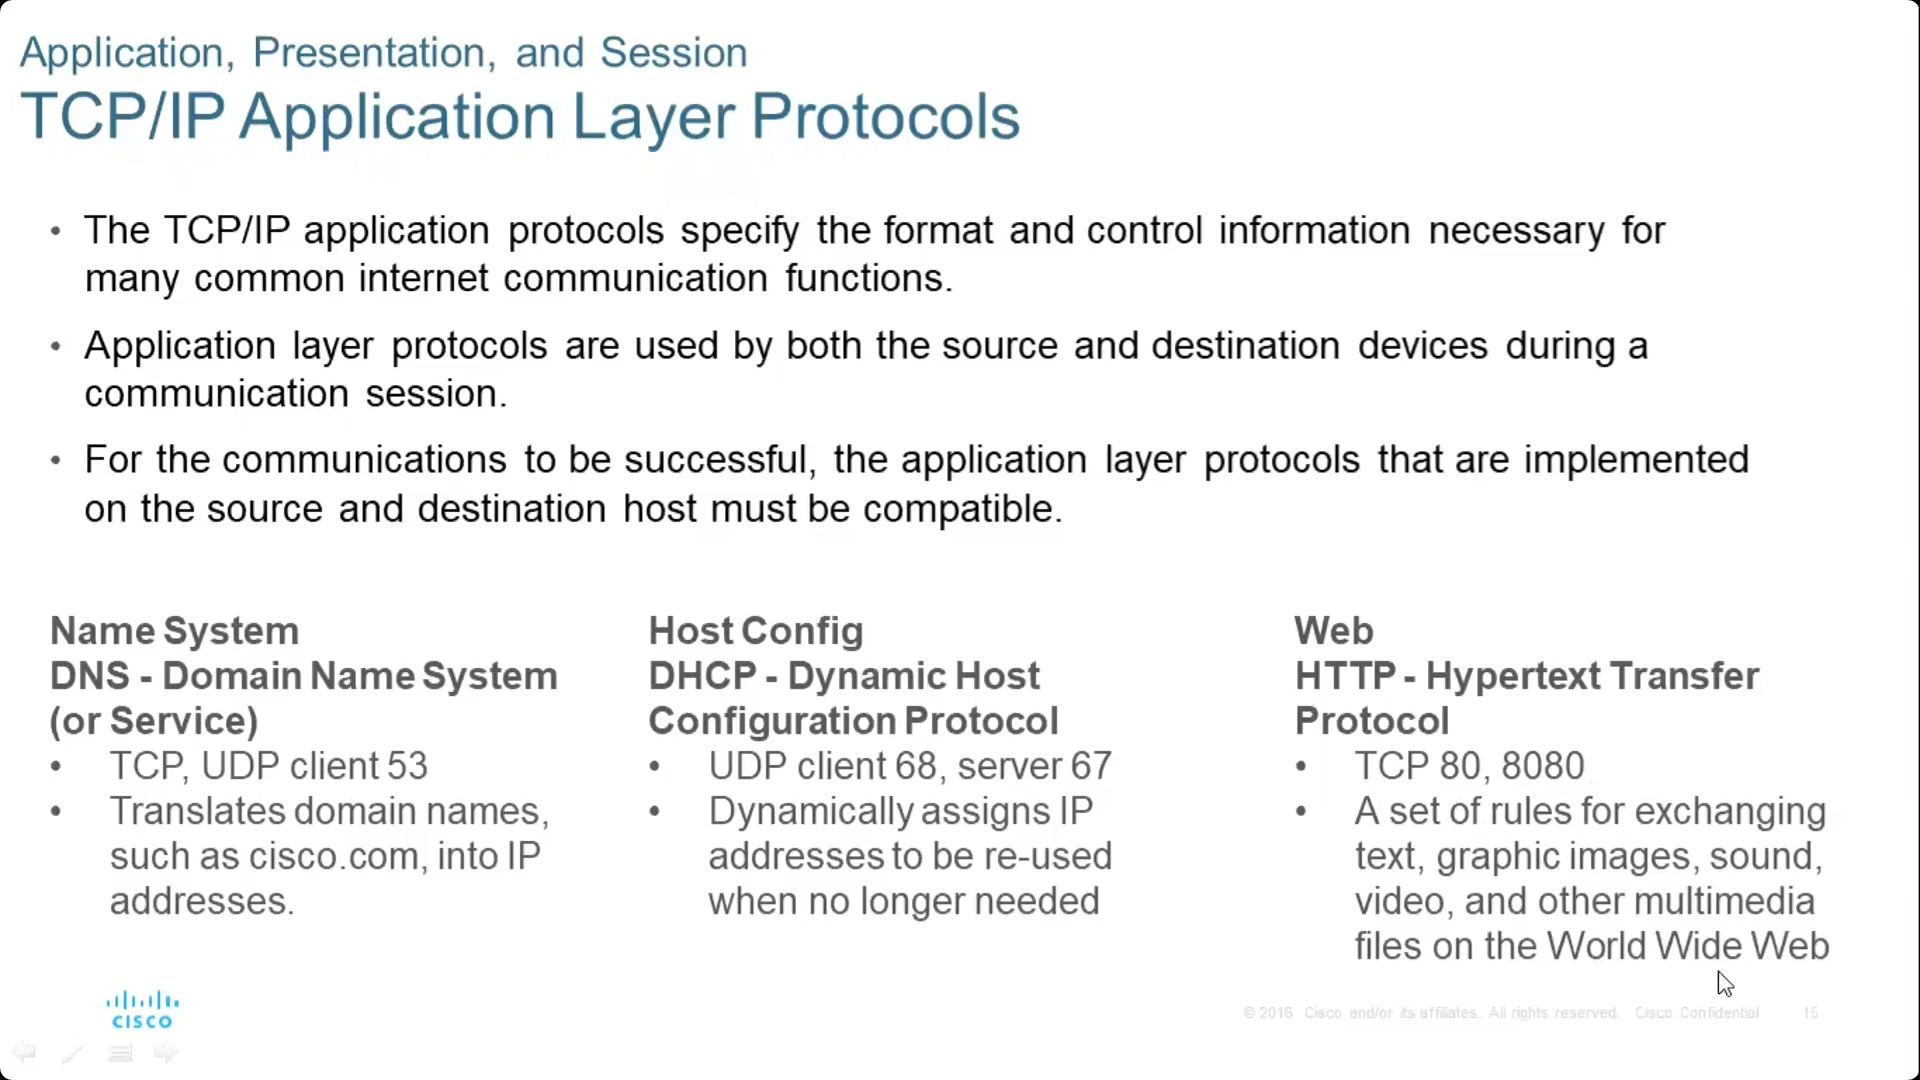 Application, Presentation, and Session
TCP/IP Application Layer Protocols
• The TCP/IP application protocols specify the format and control information necessary for
many common internet communication functions.
• Application layer protocols are used by both the source and destination devices during a
communication session.
• For the communications to be successful, the application layer protocols that are implemented
on the source and destination host must be compatible.
Name System
DNS - Domain Name System
(or Service)
• TCP, UDP client 53
• Translates domain names,
such as cisco.com, into IP
addresses.
Host Config
DHCP - Dynamic Host
Configuration Protocol
• UDP client 68, server 67
• Dynamically assigns IP
addresses to be re-used
when no longer needed
Web
HTTP - Hypertext Transfer
Protocol
• TCP 80, 8080
• A set of rules for exchanging
text, graphic images, sound,
video, and other multimedia
files on the World Wide Web
CISCO
© 2016 Cisco and/or its affiliates. All rights reserved. Cisco Confidential 15